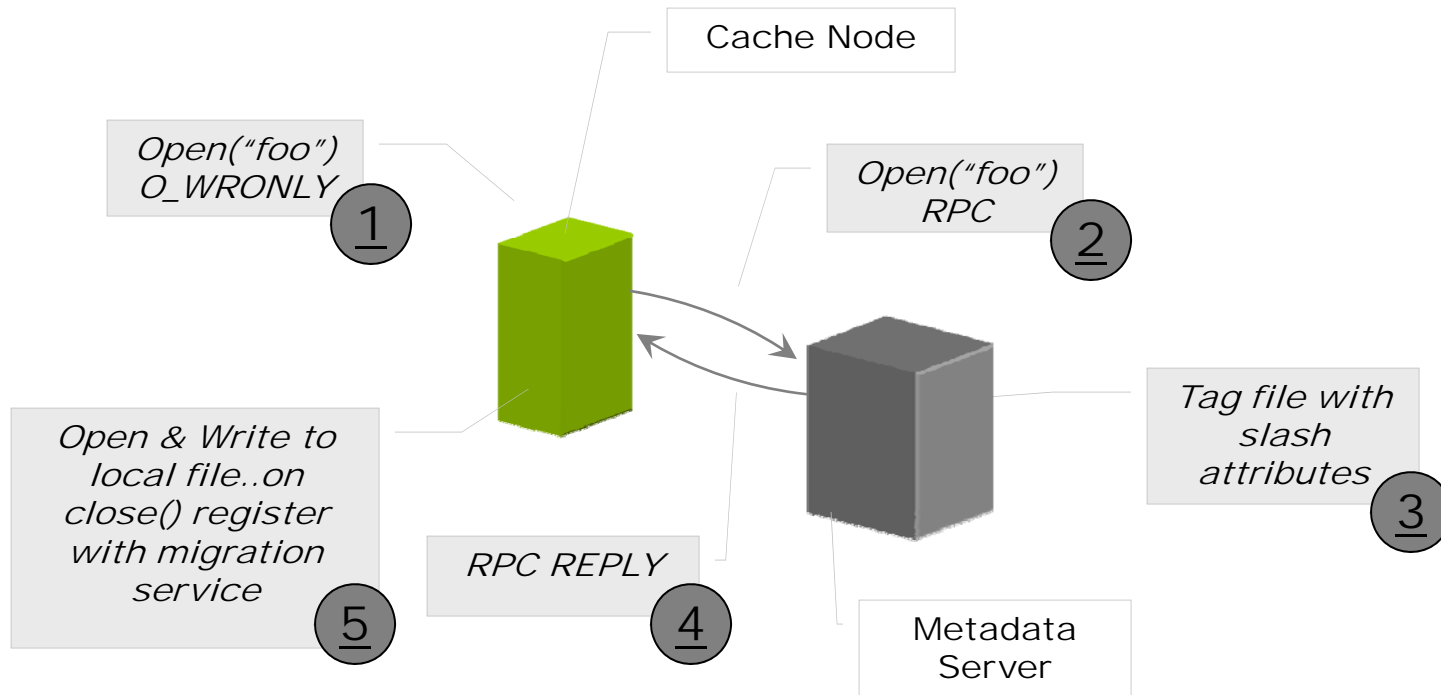 Cache Node
Open(“foo”)
O_WRONLY
1
Open(“foo”)
RPC
2
Tag file with
slash
attributes
3
RPC REPLY
4
Open & Write to
local file..on
close() register
with migration
service
5
Metadata
Server